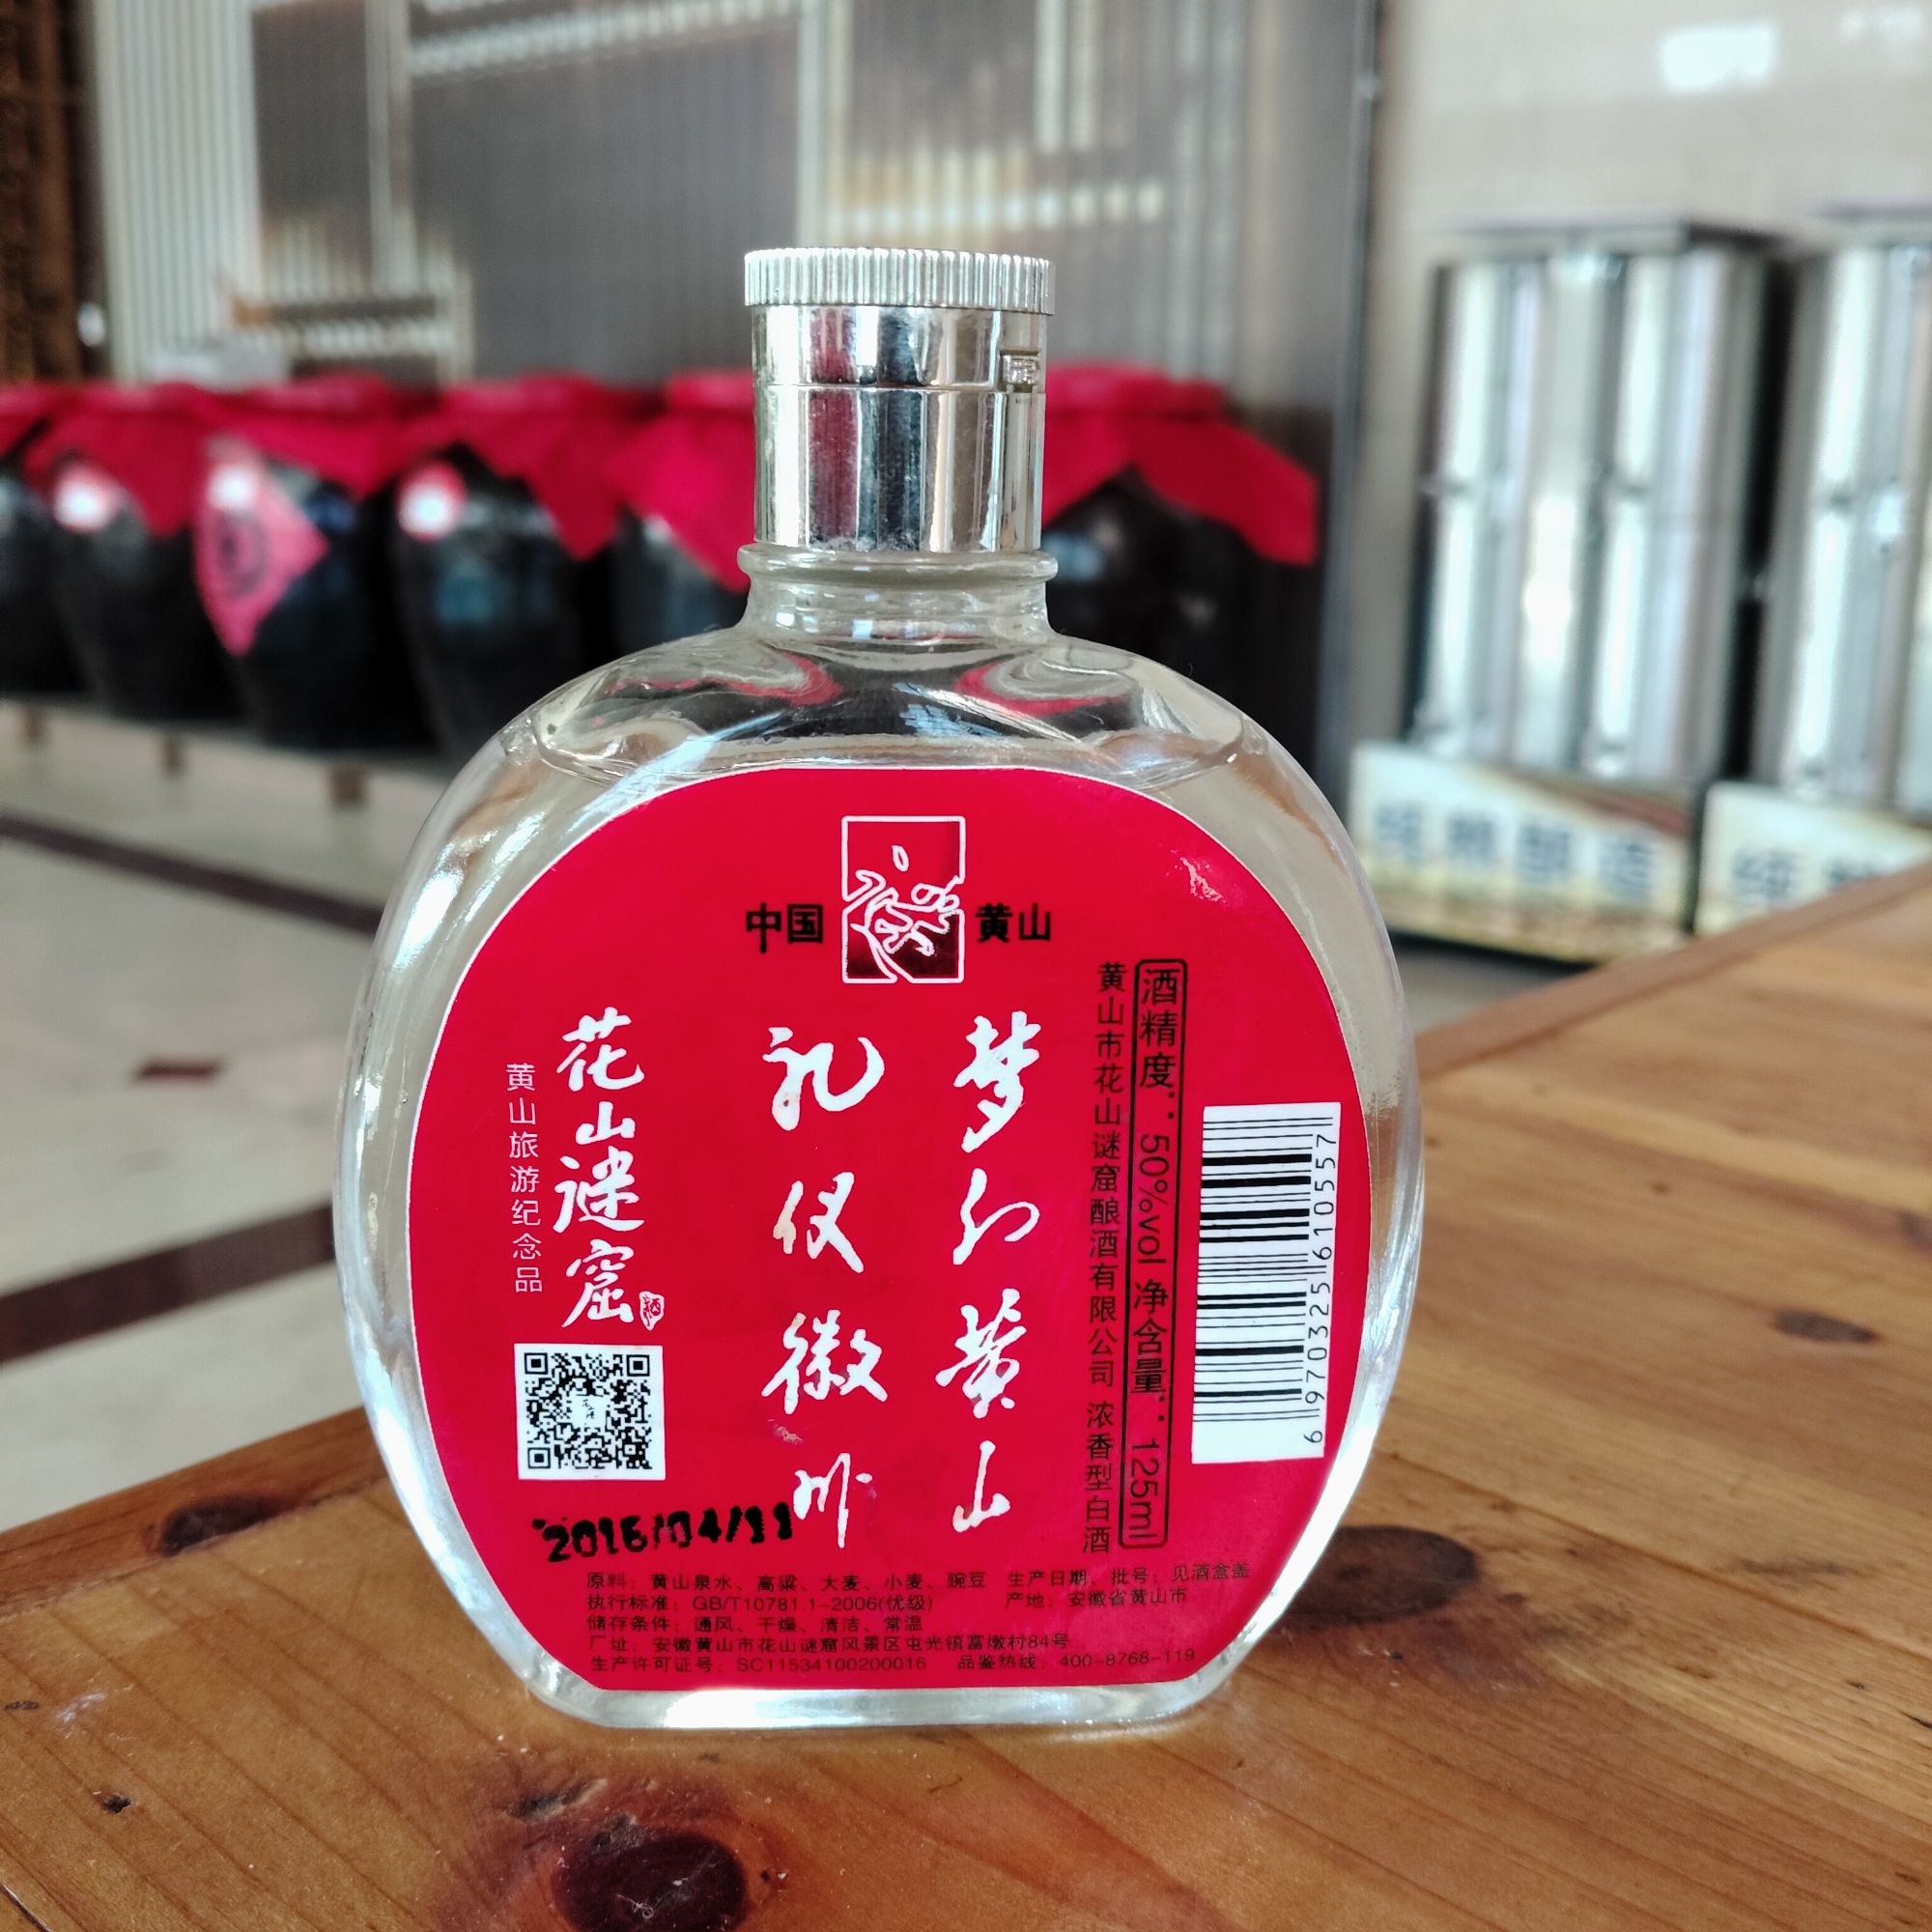 中国 黄山
梦幻黄山
礼仪徽州
花山谜窟
黄山旅游纪念品
黄山市花山谜窟酿酒有限公司 浓香型白酒
酒精度：50%vol 净含量：125ml
6970325610557
2016/04/11
原料：黄山泉水、高粱、大麦、小麦、豌豆 生产日期、批号：见酒盒盖
执行标准：GB/T10781.1-2006(优级) 产地：安徽省黄山市
储存条件：通风、干燥、清洁、常温
厂址：安徽黄山市花山谜窟风景区屯光镇富墩村84号
生产许可证号：SC11534100200016 品鉴热线：400-8768-119